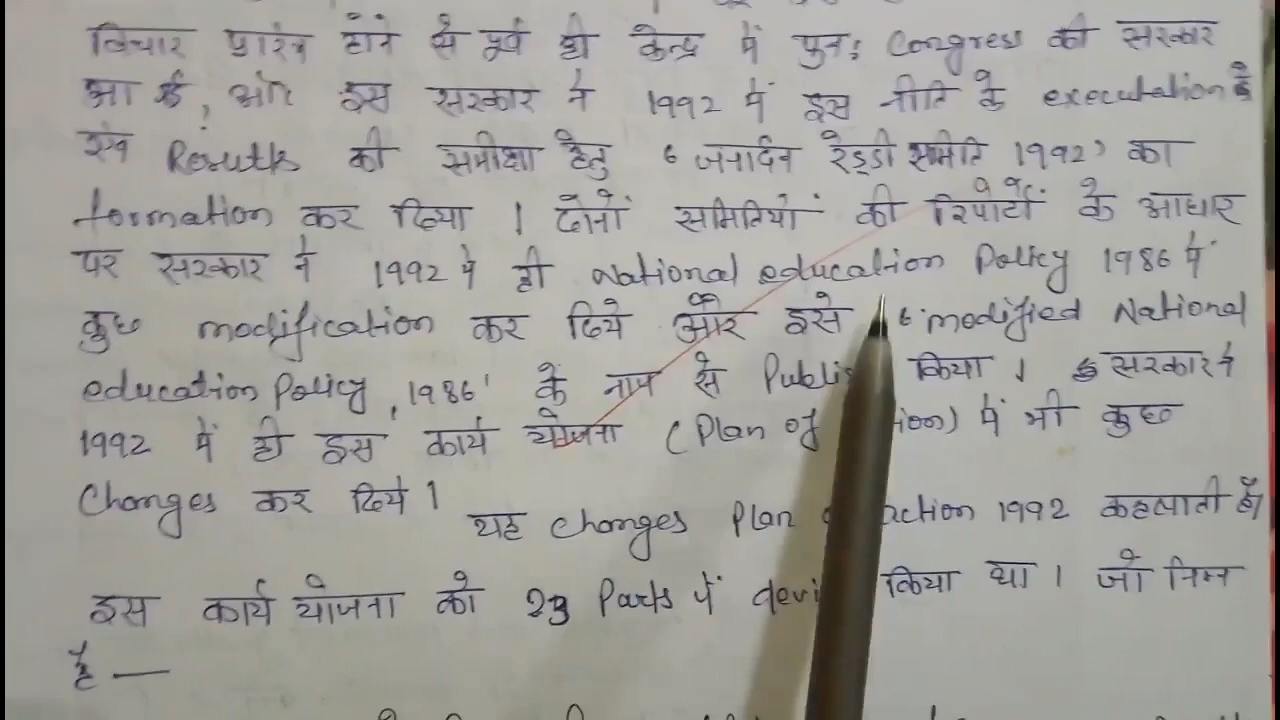 विचार प्रारंभ होने से पूर्व ही केन्द्र में पुनः Congress की सरकार
आ गई, और इस सरकार ने 1992 में इस नीति के executation के
एवं Results की समीक्षा हेतु ‘जनार्दन रेड्डी समिति 1992’ का
formation कर दिया । दोनों समितियों की रिपोर्टो के आधार
पर सरकार ने 1992 में ही National education Policy 1986 में
कुछ modification कर दिये और इसे ‘modified National
education Policy, 1986’ के नाम से Publi किया । सरकार ने
1992 में ही इस कार्य योजना (Plan of tion) में भी कुछ
Changes कर दिये ।
यह changes Plan action 1992 कहलाती है।
इस कार्य योजना को 23 Parts में devi किया था । जो निम्न
है —